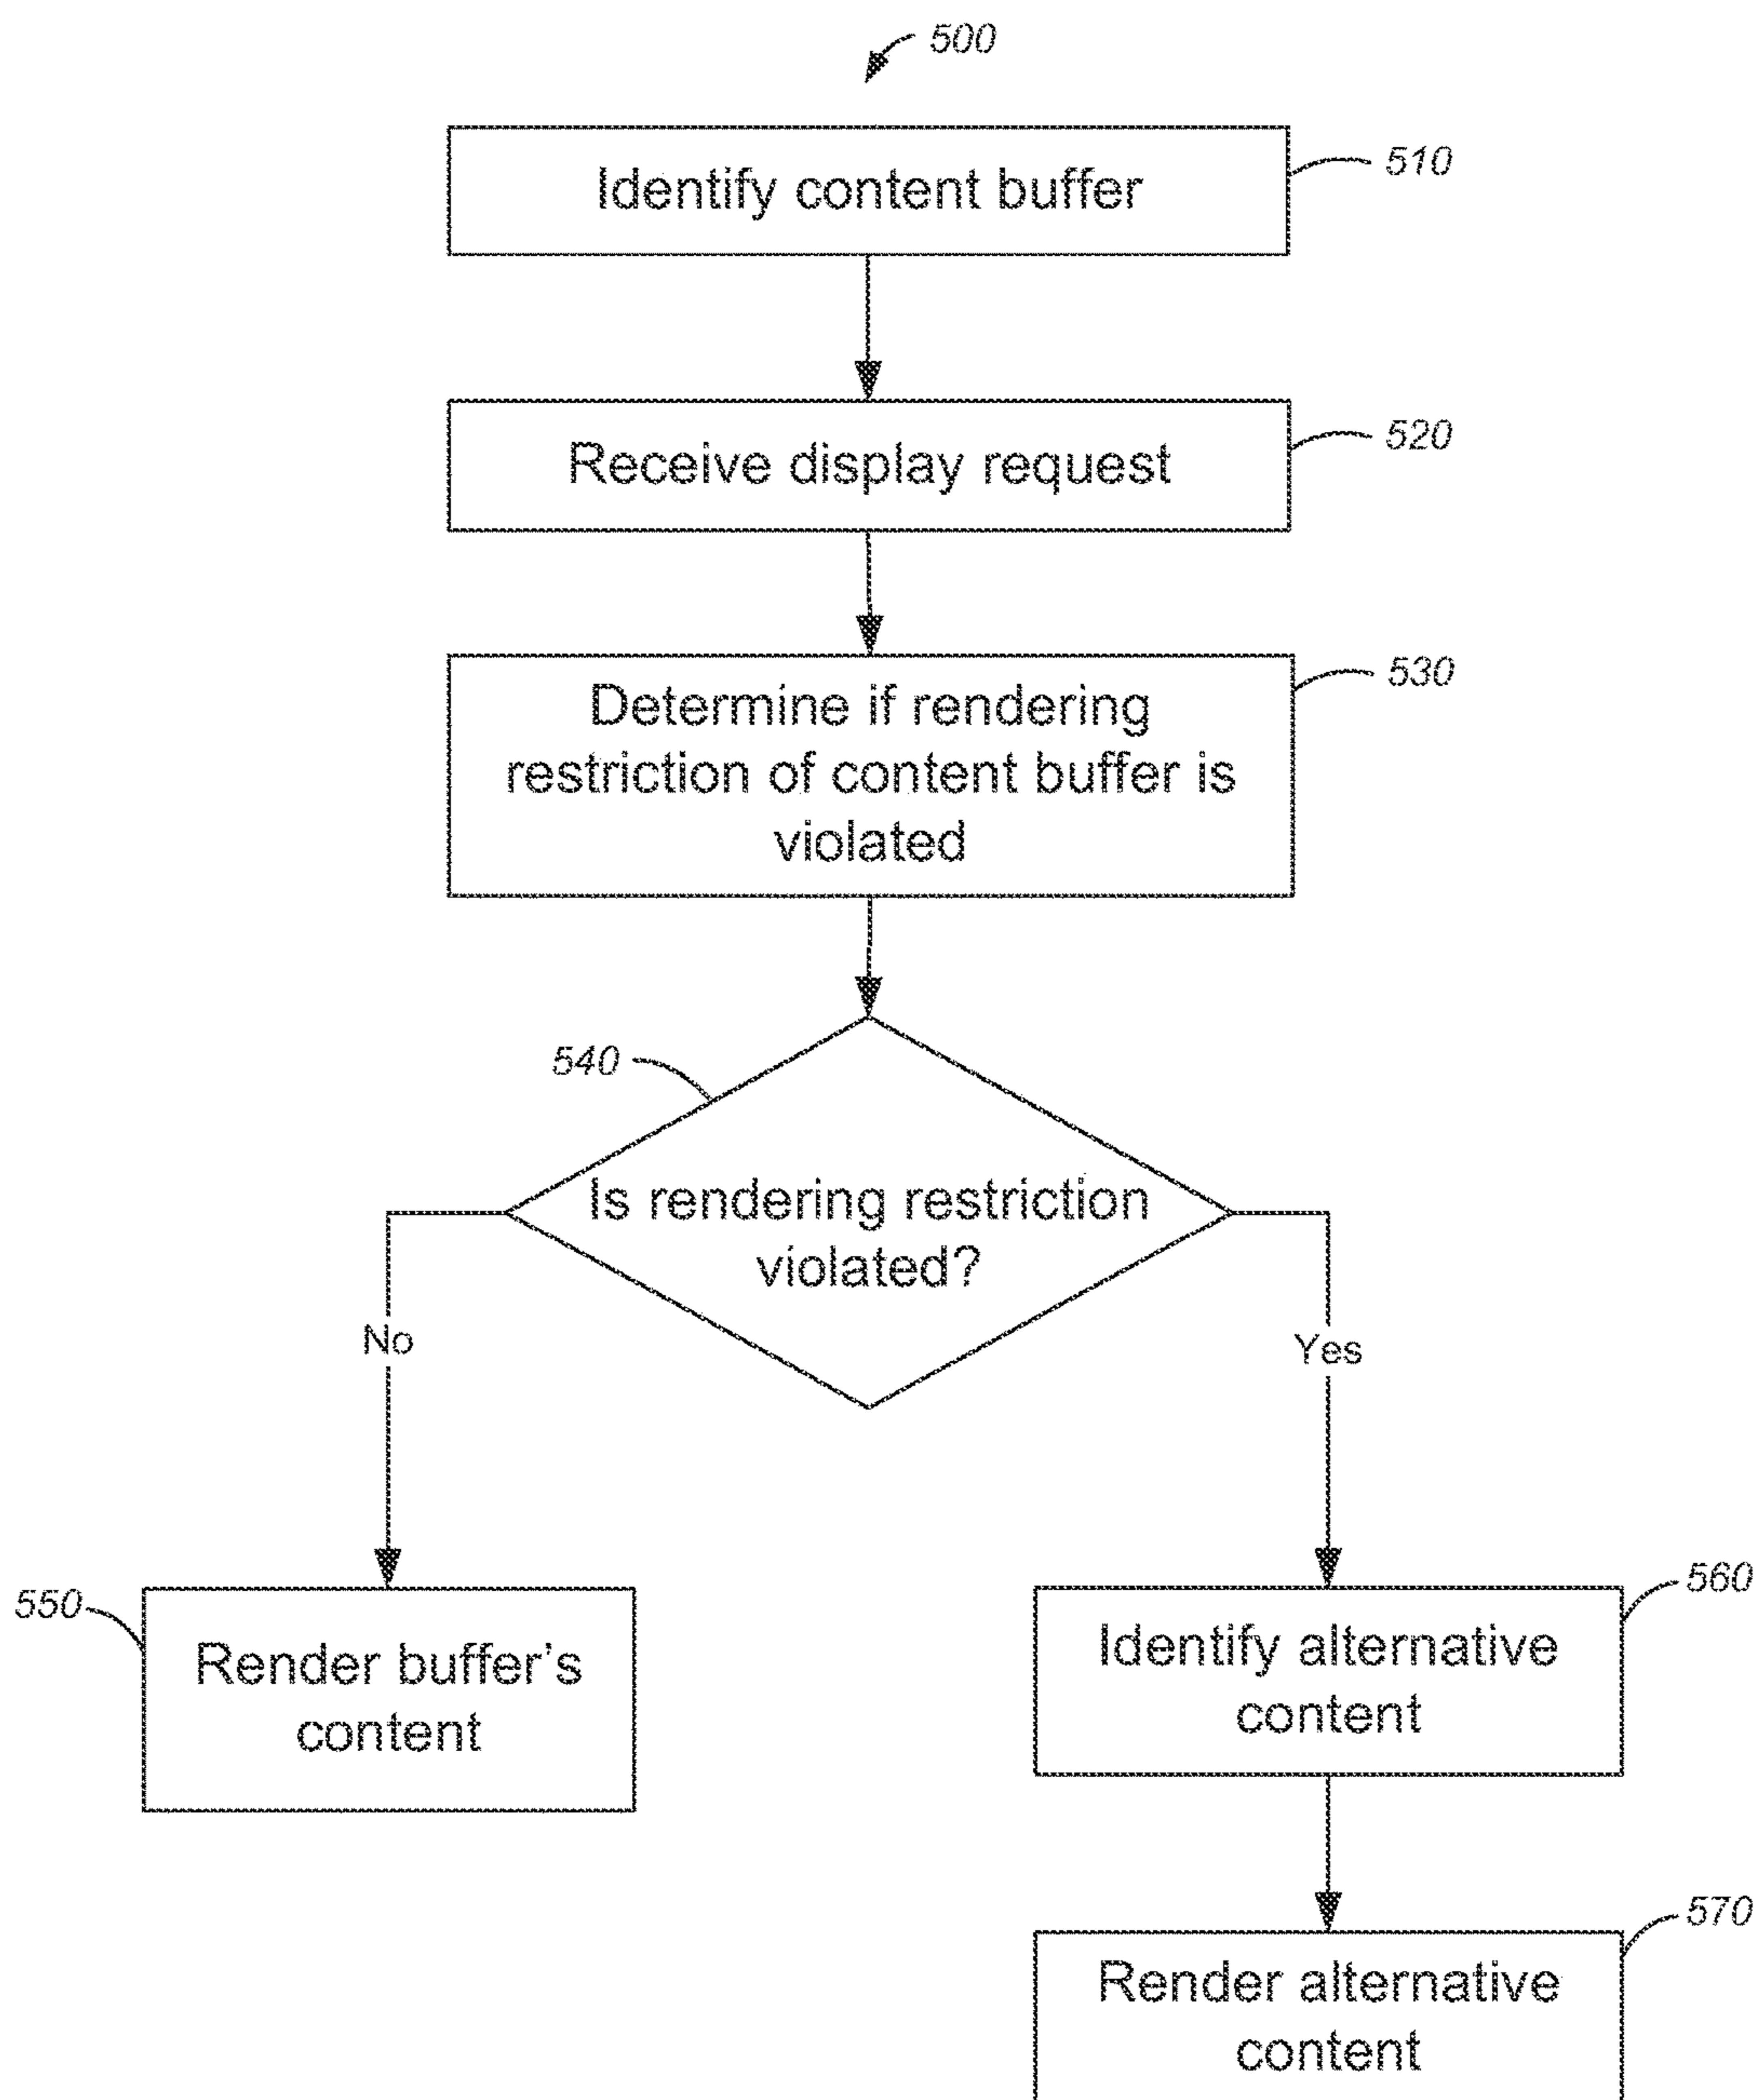 500
Identify content buffer
510
Receive display request
520
Determine if rendering
restriction of content buffer is
violated
530
540
Is rendering restriction
violated?
No
Yes
550
Render buffer's
content
Identify alternative
content
560
Render alternative
content
570